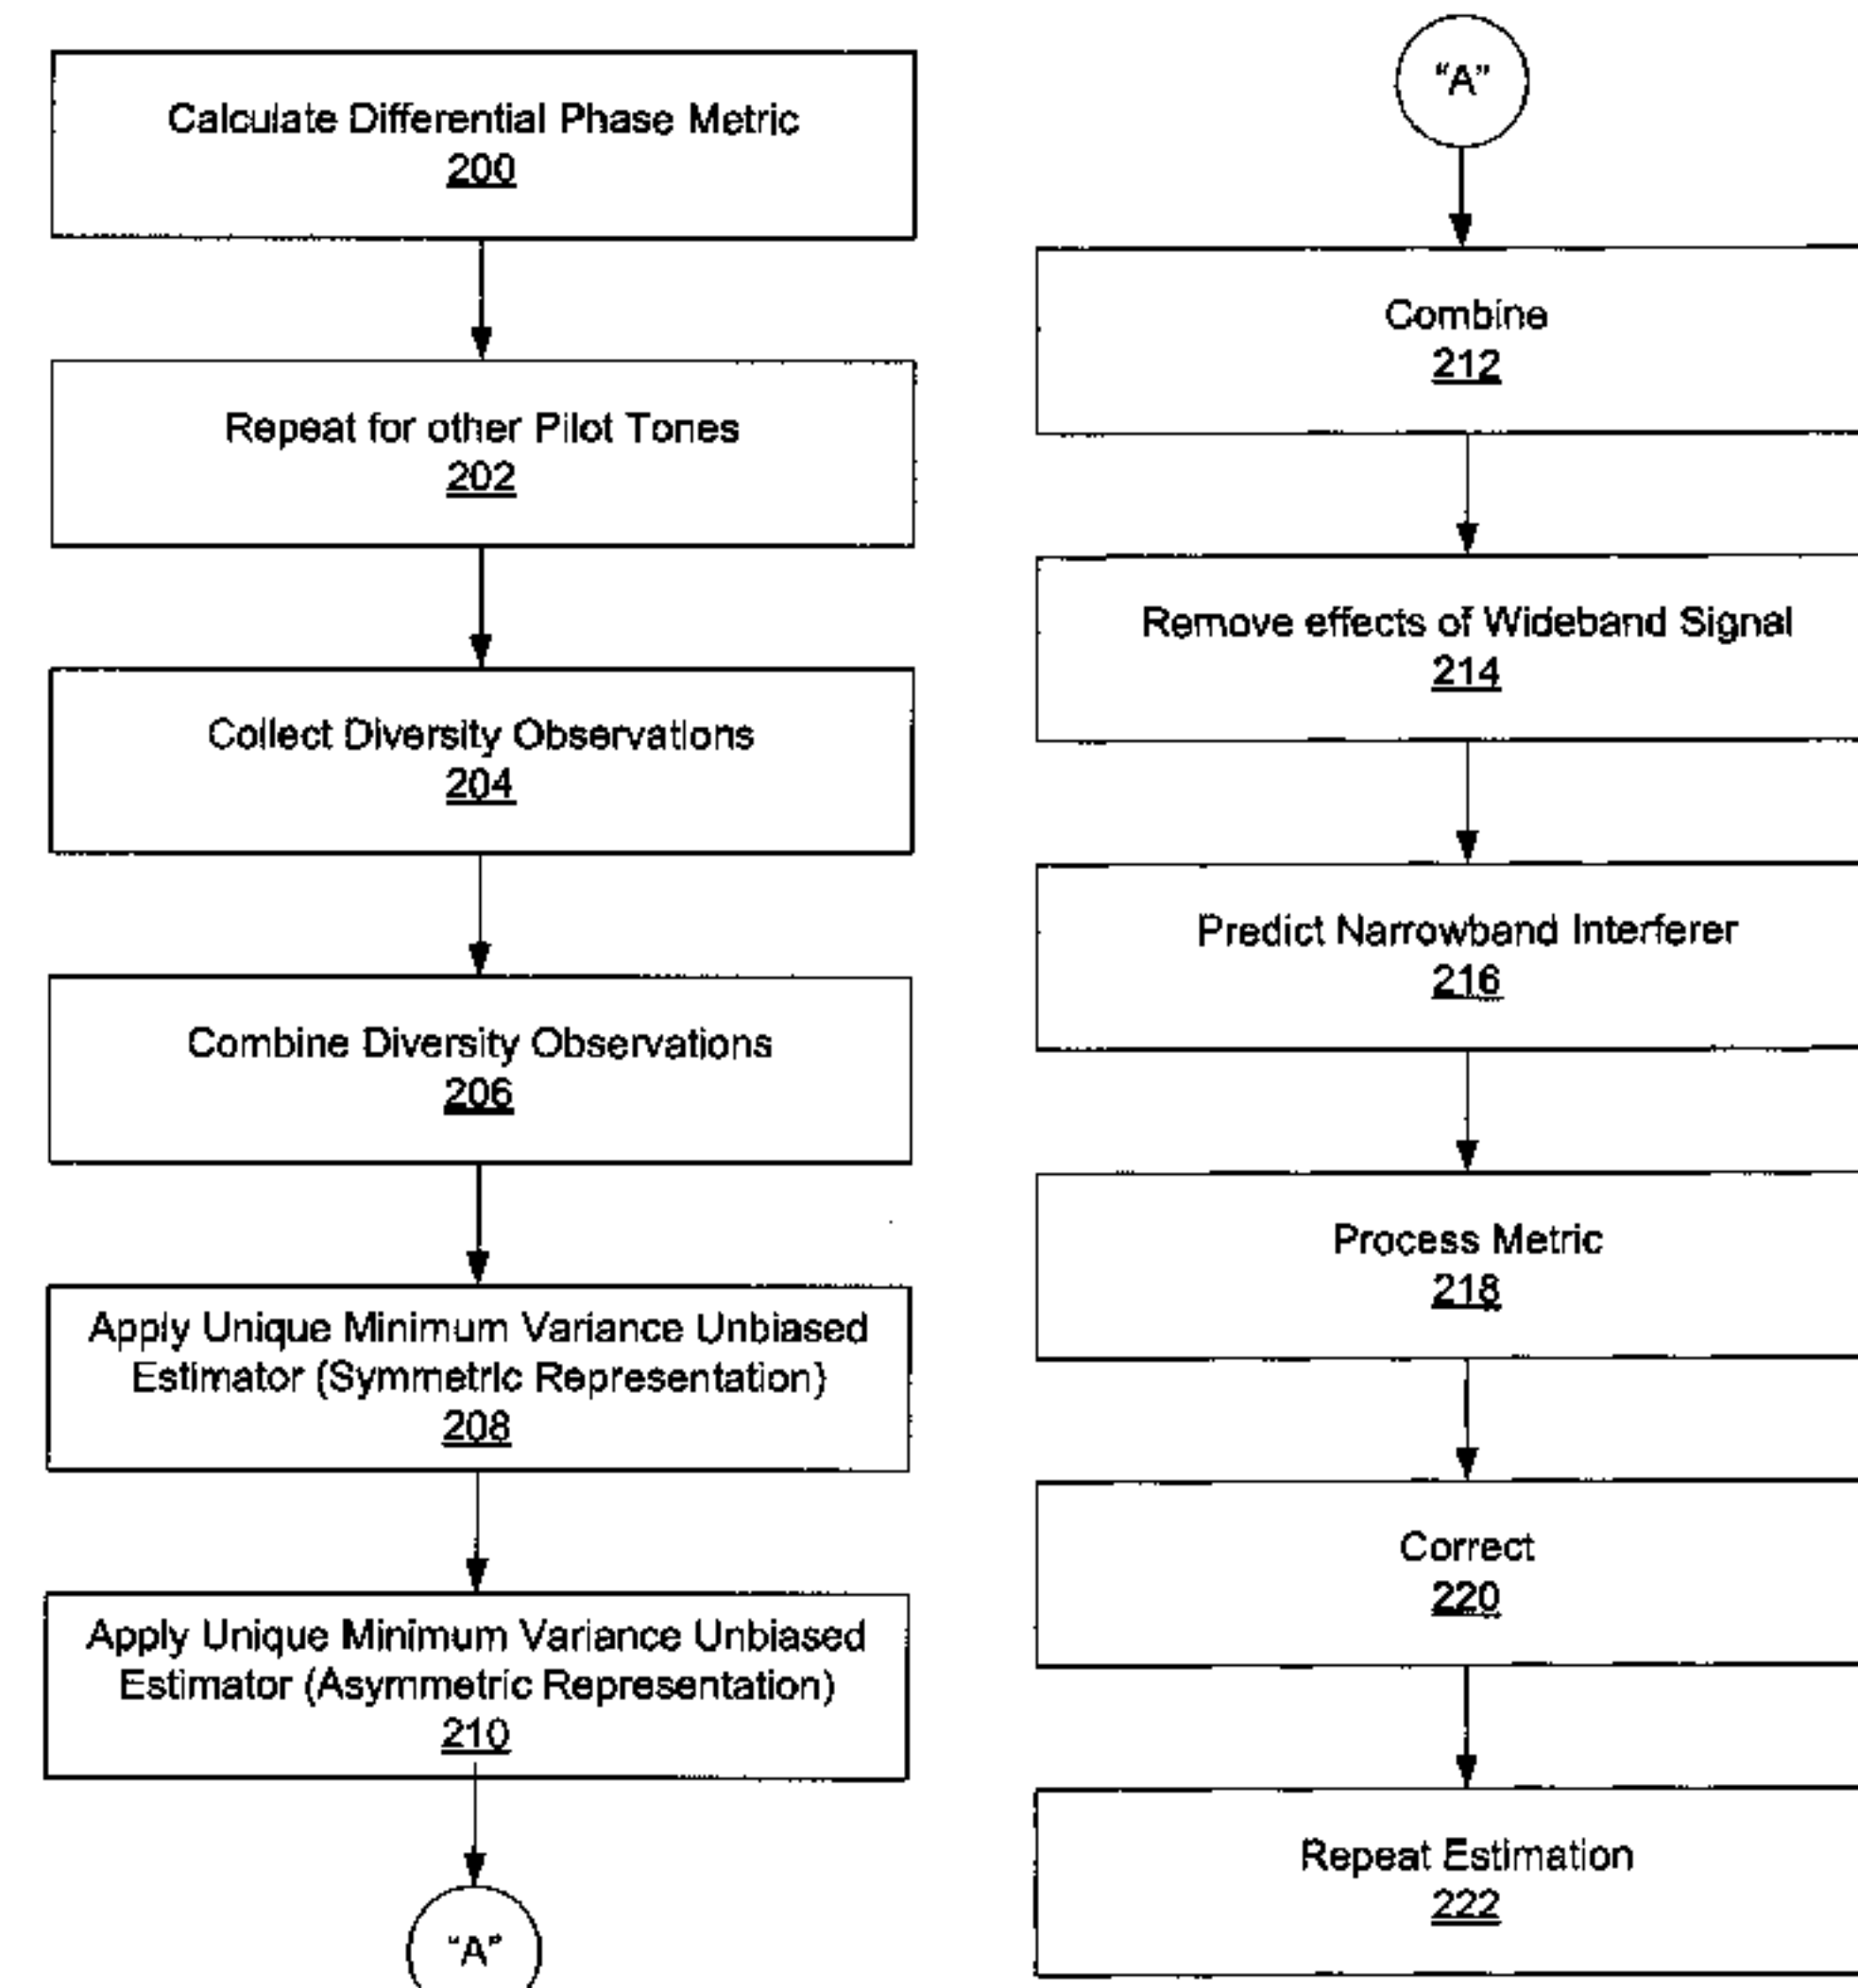 Calculate Differential Phase Metric
200
Repeat for other Pilot Tones
202
Collect Diversity Observations
204
Combine Diversity Observations
206
Apply Unique Minimum Variance Unbiased
Estimator (Symmetric Representation)
208
Apply Unique Minimum Variance Unbiased
Estimator (Asymmetric Representation)
210
"A"
"A"
Combine
212
Remove effects of Wideband Signal
214
Predict Narrowband Interferer
216
Process Metric
218
Correct
220
Repeat Estimation
222